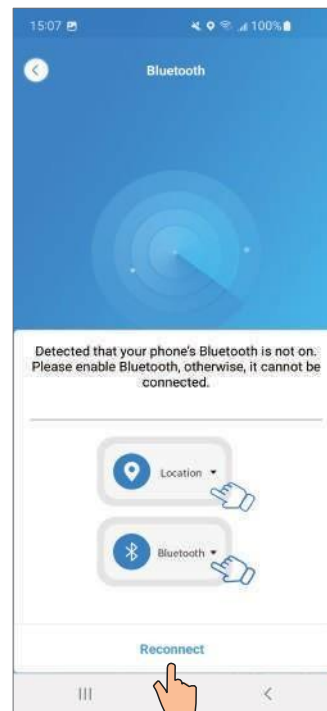 15:07 100%
Bluetooth
Detected that your phone's Bluetooth is not on.
Please enable Bluetooth, otherwise, it cannot be
connected.
Location
Bluetooth
Reconnect